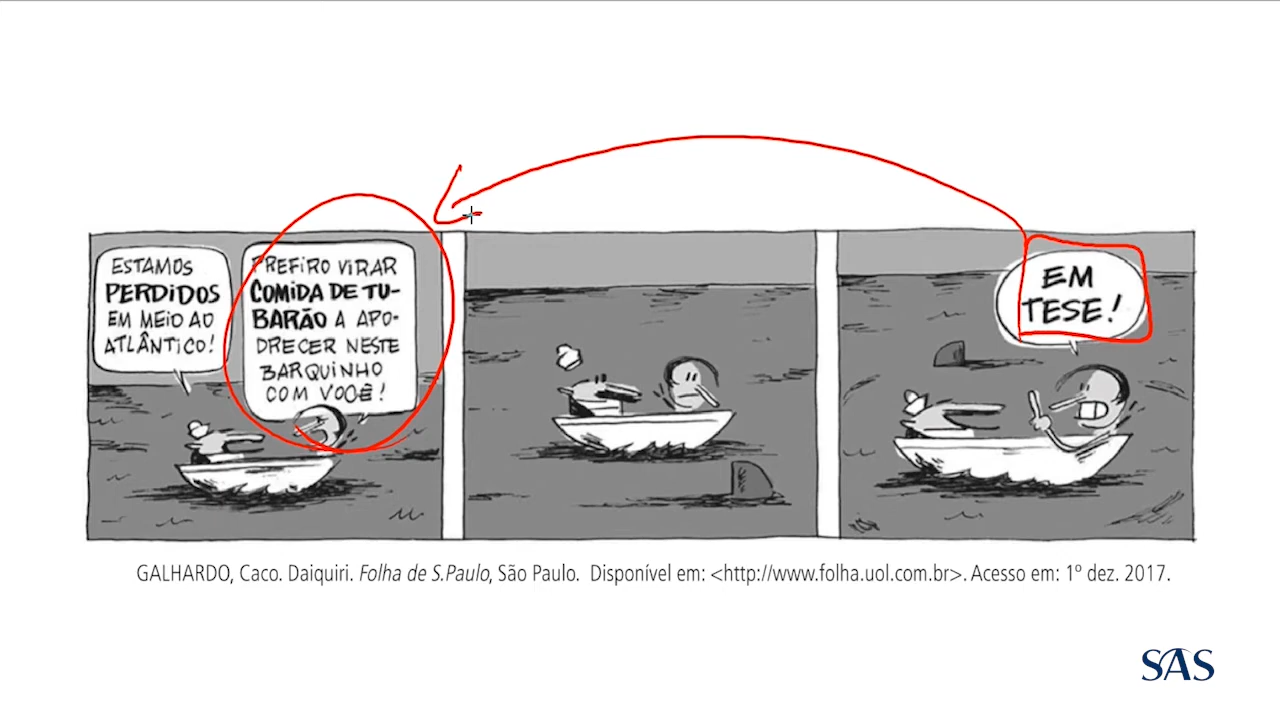 ESTAMOS
PERDIDOS
EM MEIO AO
ATLÂNTICO!
PREFIRO VIRAR
COMIDA DE TU-
BARÃO A APO-
DRECER NESTE
BARQUINHO
COM VOCÊ!
EM
TESE!
GALHARDO, Caco. Daiquiri. Folha de S.Paulo, São Paulo. Disponível em: <http://www.folha.uol.com.br>. Acesso em: 1º dez. 2017.
SAS